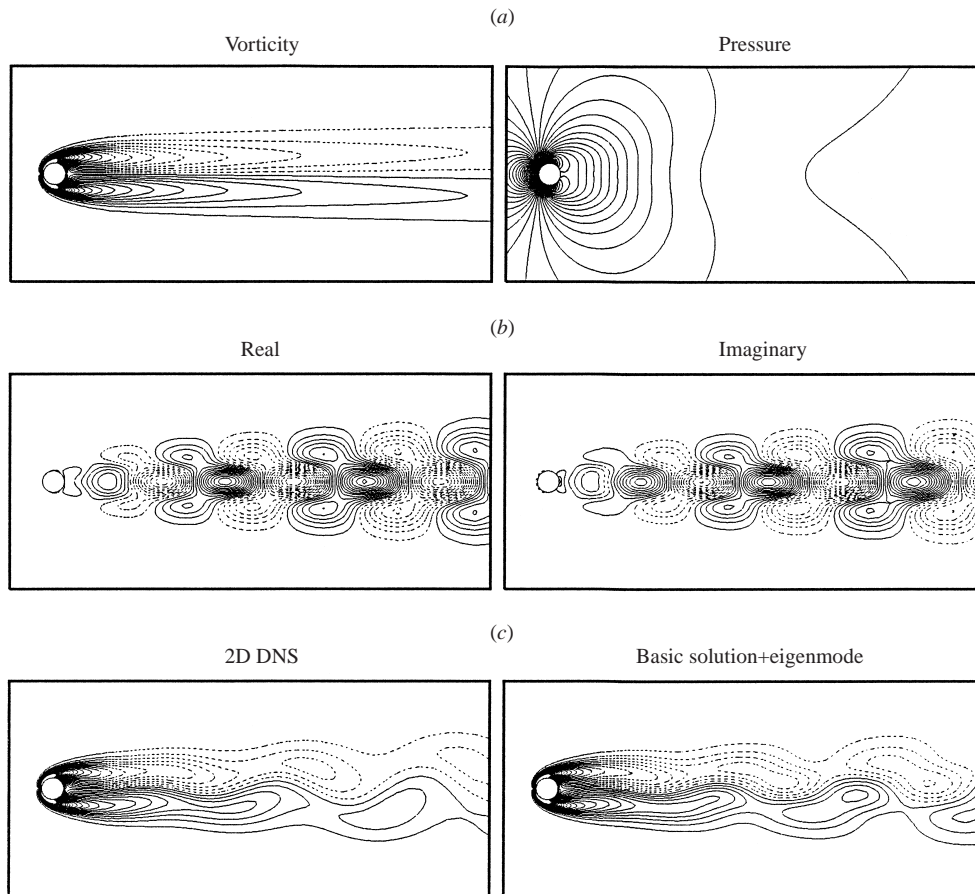 (a)
Vorticity
Pressure
(b)
Real
Imaginary
(c)
2D DNS
Basic solution+eigenmode